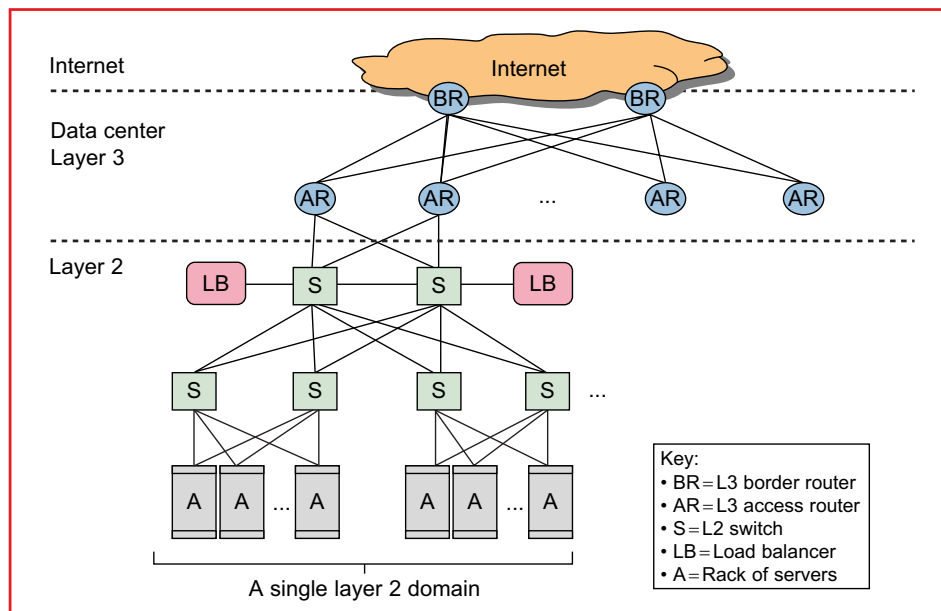 Internet
Internet
BR BR
Data center
Layer 3
AR AR ... AR AR
Layer 2
LB S S LB
S S S S ...
A A ... A A A ... A
A single layer 2 domain
Key:
• BR=L3 border router
• AR=L3 access router
• S=L2 switch
• LB=Load balancer
• A=Rack of servers